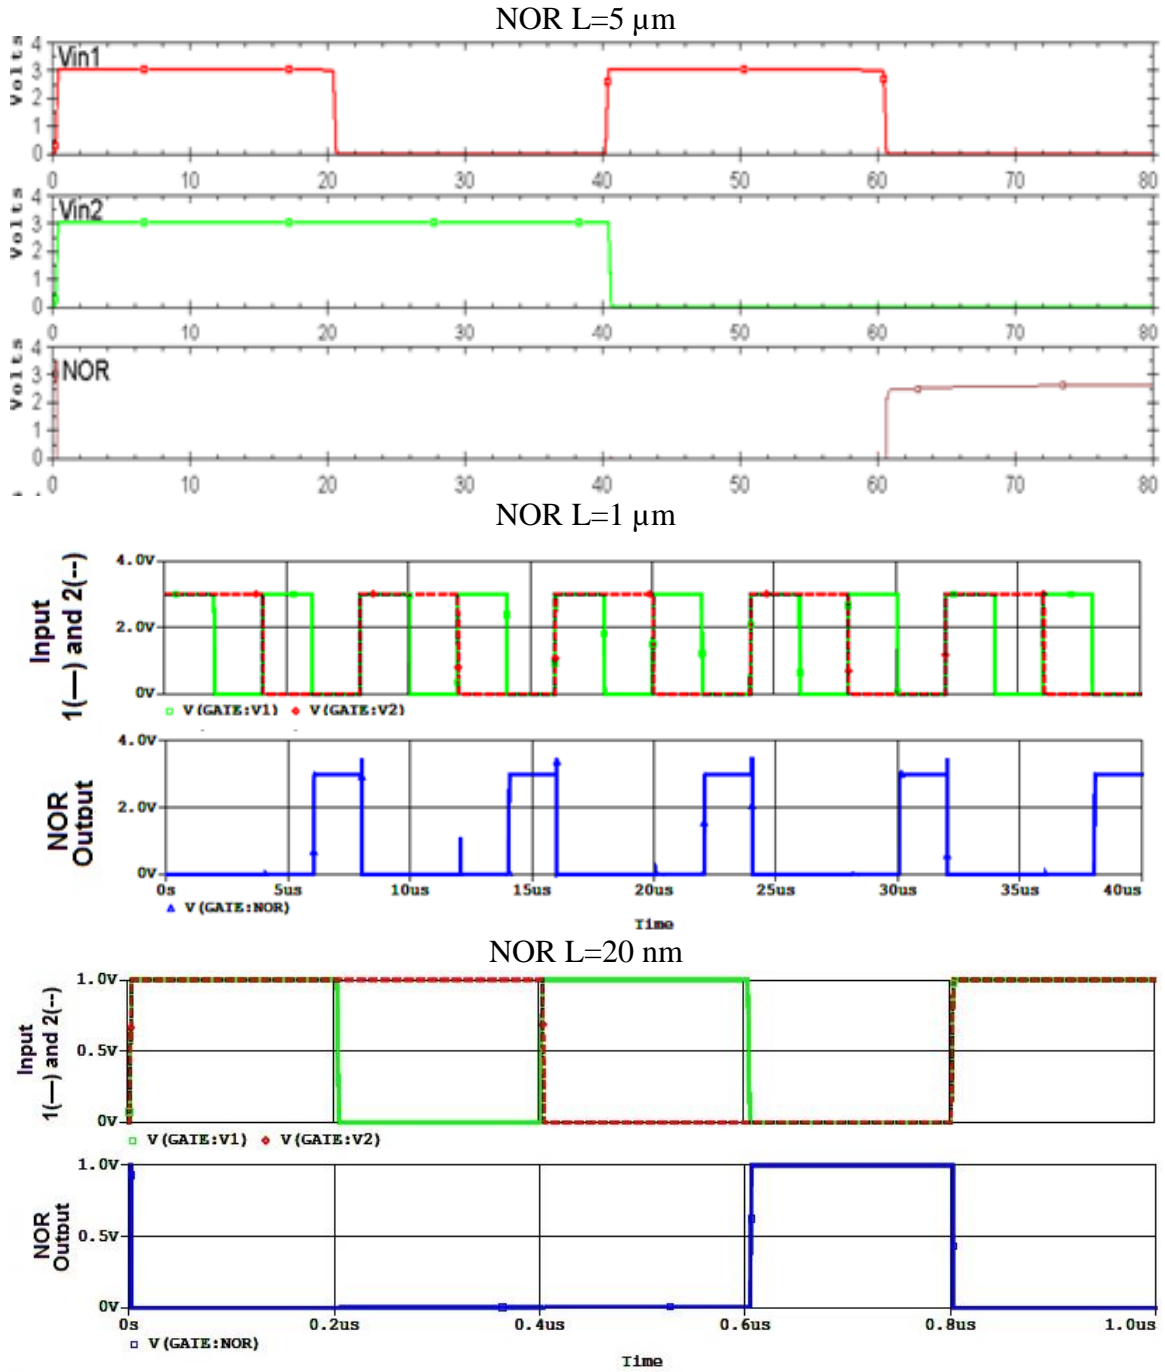 NOR L=5 µm
Volts
4
3
2
1
0
Vin1
0 10 20 30 40 50 60 70 80
Volts
4
3
2
1
0
Vin2
0 10 20 30 40 50 60 70 80
Volts
4
3
2
1
0
NOR
0 10 20 30 40 50 60 70 80
NOR L=1 µm
Input
1(—) and 2(--)
4.0V
2.0V
0V
V(GATE:V1) V(GATE:V2)
NOR
Output
4.0V
2.0V
0V
0s 5us 10us 15us 20us 25us 30us 35us 40us
V(GATE:NOR)
Time
NOR L=20 nm
Input
1(—) and 2(--)
1.0V
0.5V
0V
V(GATE:V1) V(GATE:V2)
NOR
Output
1.0V
0.5V
0V
0s 0.2us 0.4us 0.6us 0.8us 1.0us
V(GATE:NOR)
Time